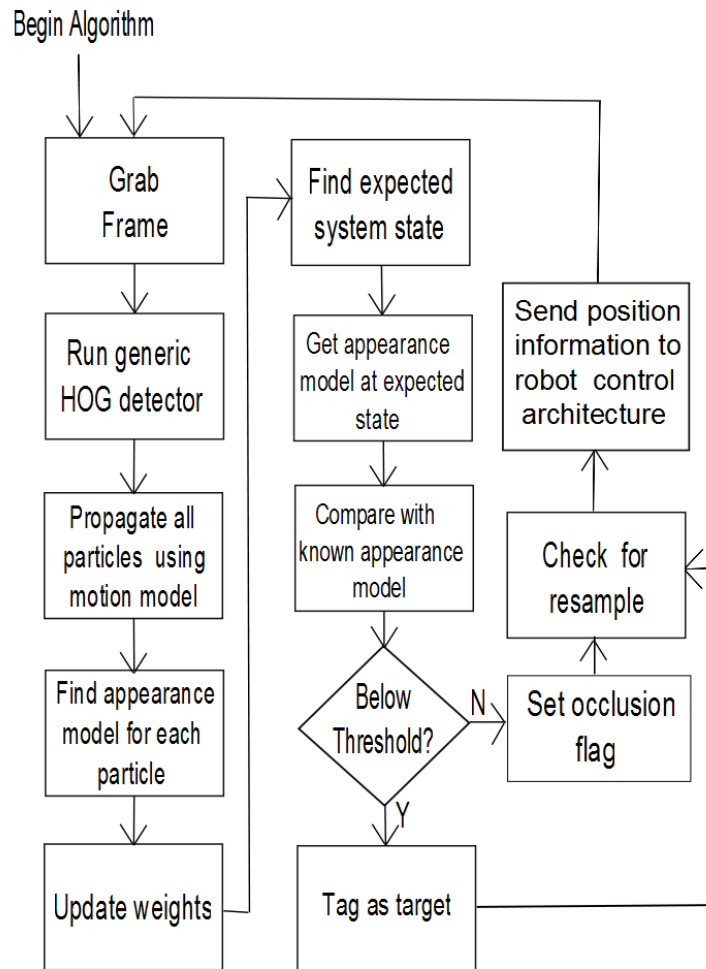 Begin Algorithm
Grab
Frame
Run generic
HOG detector
Propagate all
particles using
motion model
Find appearance
model for each
particle
Update weights
Find expected
system state
Get appearance
model at expected
state
Compare with
known appearance
model
Below
Threshold?
N
Y
Tag as target
Set occlusion
flag
Check for
resample
Send position
information to
robot control
architecture